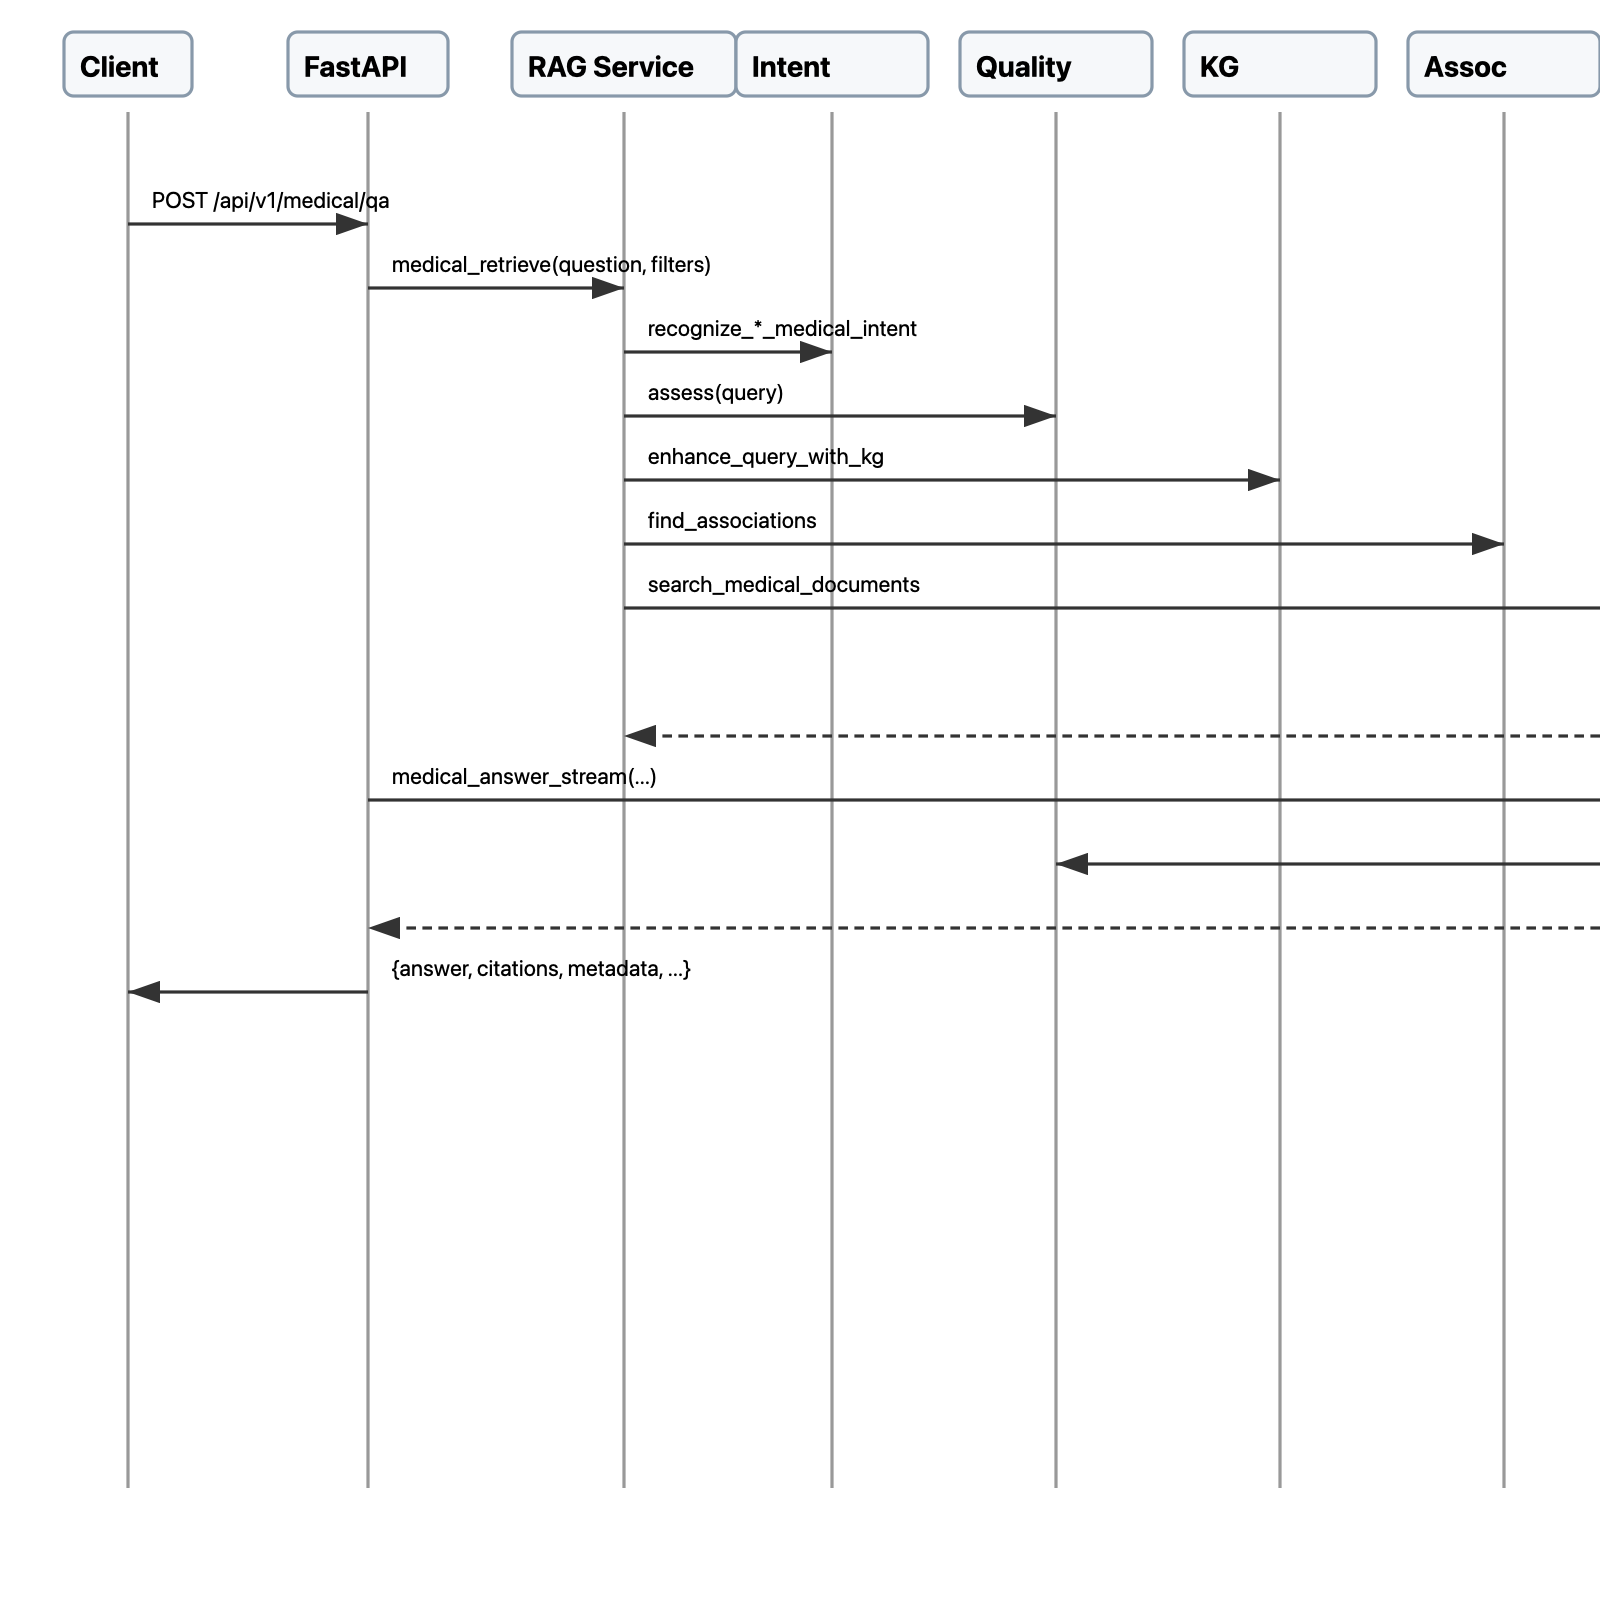 Client
FastAPI
RAG Service
Intent
Quality
KG
Assoc
POST /api/v1/medical/qa
medical_retrieve(question, filters)
recognize_*_medical_intent
assess(query)
enhance_query_with_kg
find_associations
search_medical_documents
medical_answer_stream(...)
{answer, citations, metadata, ...}